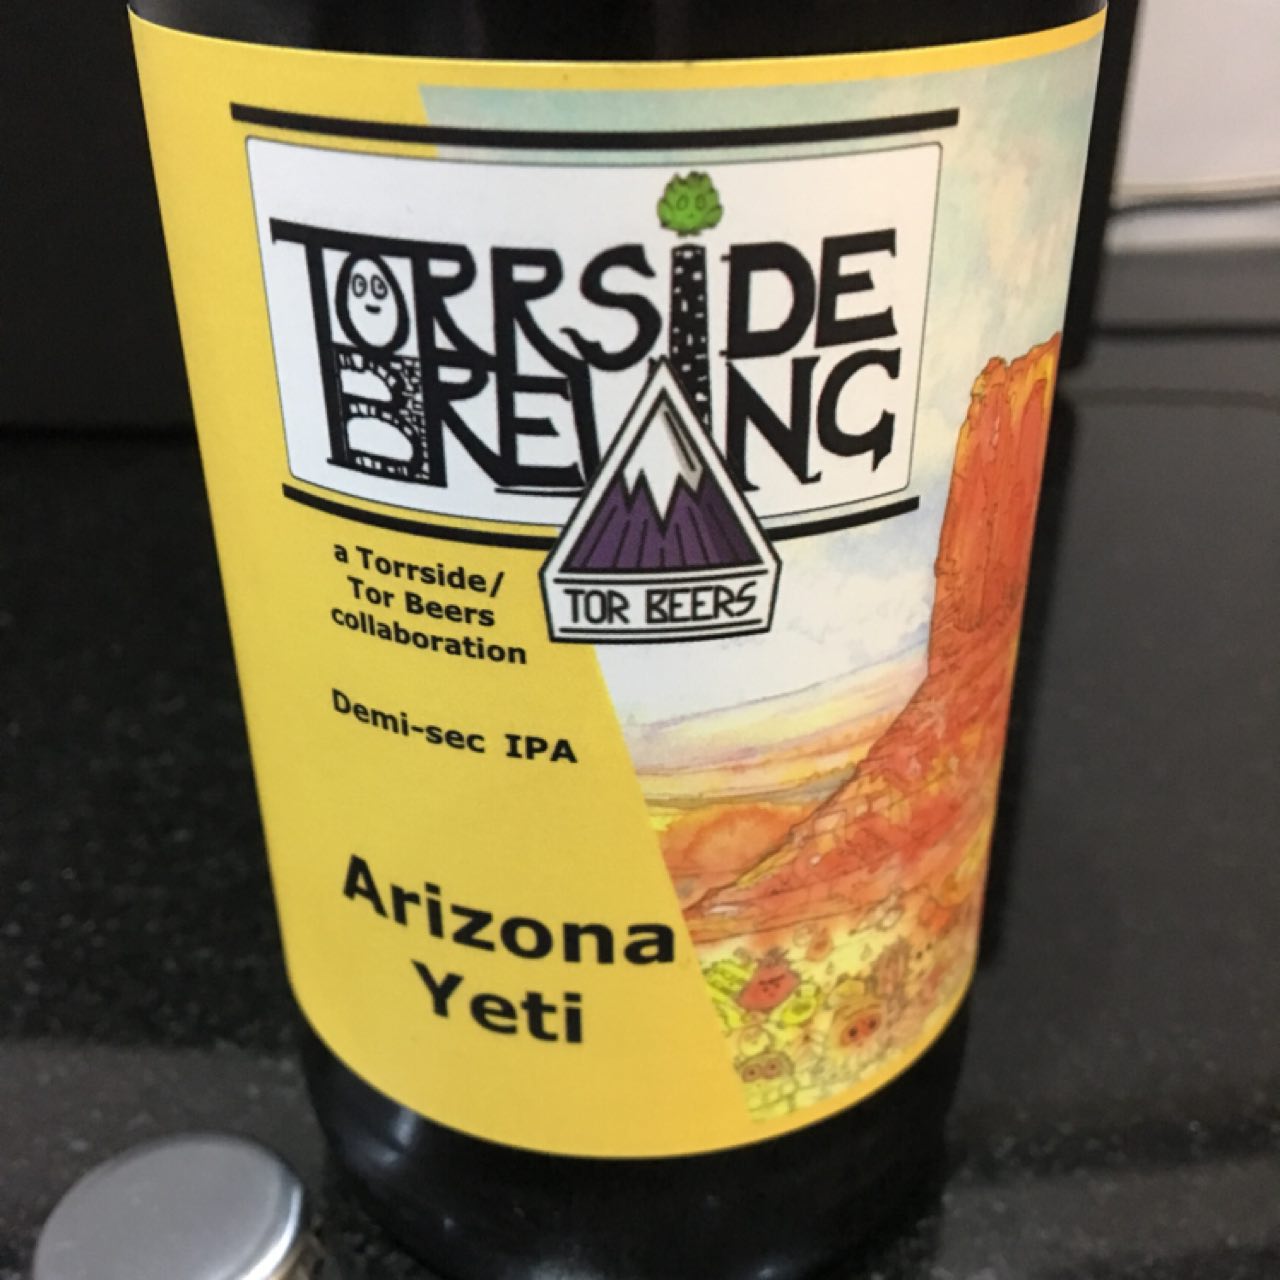 TORRSIDE
BREWING
TOR BEERS
a Torrside/
Tor Beers
collaboration
Demi-sec IPA
Arizona
Yeti